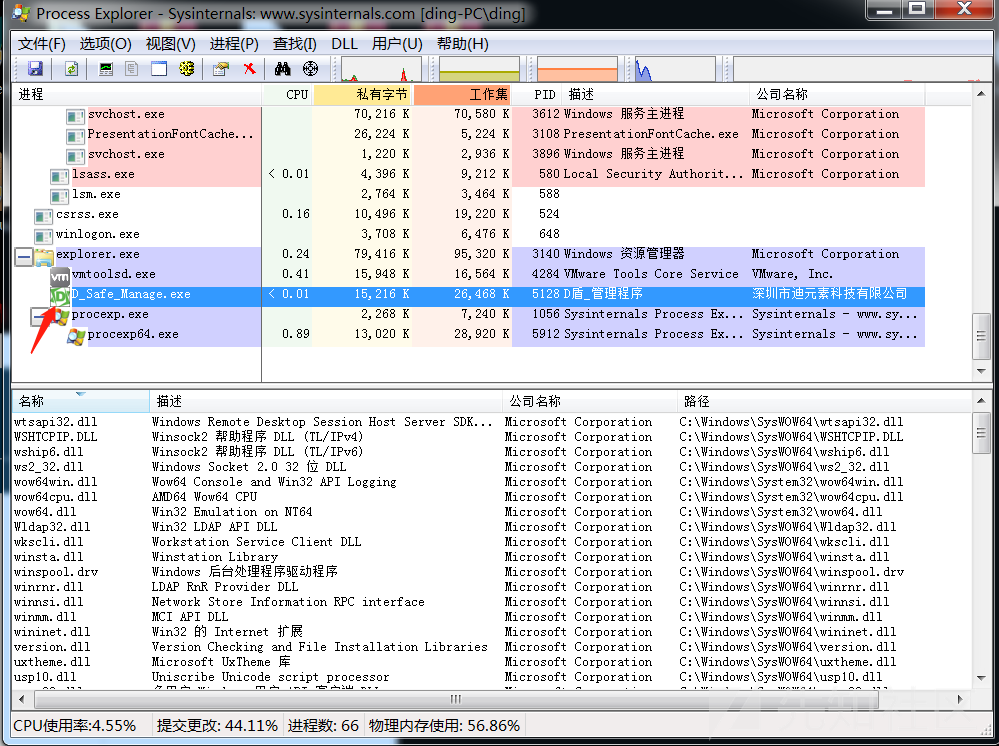 Process Explorer - Sysinternals: www.sysinternals.com [ding-PC\ding]
文件(F) 选项(O) 视图(V) 进程(P) 查找(I) DLL 用户(U) 帮助(H)
进程 CPU 私有字节 工作集 PID 描述 公司名称
svchost.exe 70,216 K 70,580 K 3612 Windows 服务主进程 Microsoft Corporation
PresentationFontCache... 26,224 K 5,224 K 3108 PresentationFontCache.exe Microsoft Corporation
svchost.exe 1,220 K 2,936 K 3896 Windows 服务主进程 Microsoft Corporation
lsass.exe < 0.01 4,396 K 9,212 K 580 Local Security Authorit... Microsoft Corporation
lsm.exe 2,764 K 3,464 K 588
csrss.exe 0.16 10,496 K 19,220 K 524
winlogon.exe 3,708 K 6,476 K 648
explorer.exe 0.24 79,416 K 95,320 K 3140 Windows 资源管理器 Microsoft Corporation
vmtoolsd.exe 0.41 15,948 K 16,564 K 4284 VMware Tools Core Service VMware, Inc.
D_Safe_Manage.exe < 0.01 15,216 K 26,468 K 5128 D盾_管理程序 深圳市迪元素科技有限公司
procexp.exe 2,268 K 7,240 K 1056 Sysinternals Process Ex... Sysinternals - www.sy...
procexp64.exe 0.89 13,020 K 28,920 K 5912 Sysinternals Process Ex... Sysinternals - www.sy...
名称 描述 公司名称 路径
wtsapi32.dll Windows Remote Desktop Session Host Server SDK... Microsoft Corporation C:\Windows\SysWOW64\wtsapi32.dll
WSHTCPIP.DLL Winsock2 帮助程序 DLL (TL/IPv4) Microsoft Corporation C:\Windows\SysWOW64\WSHTCPIP.DLL
wship6.dll Winsock2 帮助程序 DLL (TL/IPv6) Microsoft Corporation C:\Windows\SysWOW64\wship6.dll
ws2_32.dll Windows Socket 2.0 32 位 DLL Microsoft Corporation C:\Windows\SysWOW64\ws2_32.dll
wow64win.dll Wow64 Console and Win32 API Logging Microsoft Corporation C:\Windows\System32\wow64win.dll
wow64cpu.dll AMD64 Wow64 CPU Microsoft Corporation C:\Windows\System32\wow64cpu.dll
wow64.dll Win32 Emulation on NT64 Microsoft Corporation C:\Windows\System32\wow64.dll
Wldap32.dll Win32 LDAP API DLL Microsoft Corporation C:\Windows\SysWOW64\Wldap32.dll
wkscli.dll Workstation Service Client DLL Microsoft Corporation C:\Windows\SysWOW64\wkscli.dll
winsta.dll Winstation Library Microsoft Corporation C:\Windows\SysWOW64\winsta.dll
winspool.drv Windows 后台处理程序驱动程序 Microsoft Corporation C:\Windows\SysWOW64\winspool.drv
winrnr.dll LDAP RnR Provider DLL Microsoft Corporation C:\Windows\SysWOW64\winrnr.dll
winnsi.dll Network Store Information RPC interface Microsoft Corporation C:\Windows\SysWOW64\winnsi.dll
winmm.dll MCI API DLL Microsoft Corporation C:\Windows\SysWOW64\winmm.dll
wininet.dll Win32 的 Internet 扩展 Microsoft Corporation C:\Windows\SysWOW64\wininet.dll
version.dll Version Checking and File Installation Libraries Microsoft Corporation C:\Windows\SysWOW64\version.dll
uxtheme.dll Microsoft UxTheme 库 Microsoft Corporation C:\Windows\SysWOW64\uxtheme.dll
usp10.dll Uniscribe Unicode script processor Microsoft Corporation C:\Windows\SysWOW64\usp10.dll
CPU使用率:4.55% 提交更改: 44.11% 进程数: 66 物理内存使用: 56.86%